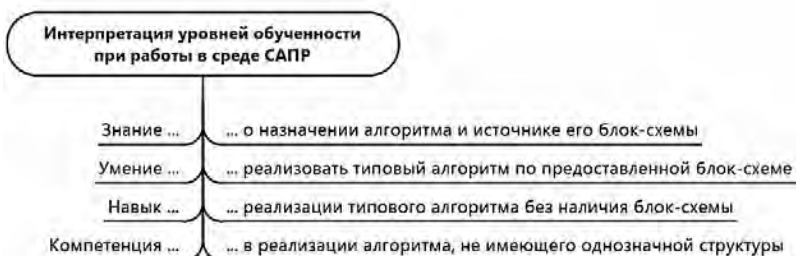 Интерпретация уровней обученности
при работы в среде САПР
Знание ... ... о назначении алгоритма и источнике его блок-схемы
Умение ... ... реализовать типовый алгоритм по предоставленной блок-схеме
Навык ... ... реализации типового алгоритма без наличия блок-схемы
Компетенция ... ... в реализации алгоритма, не имеющего однозначной структуры